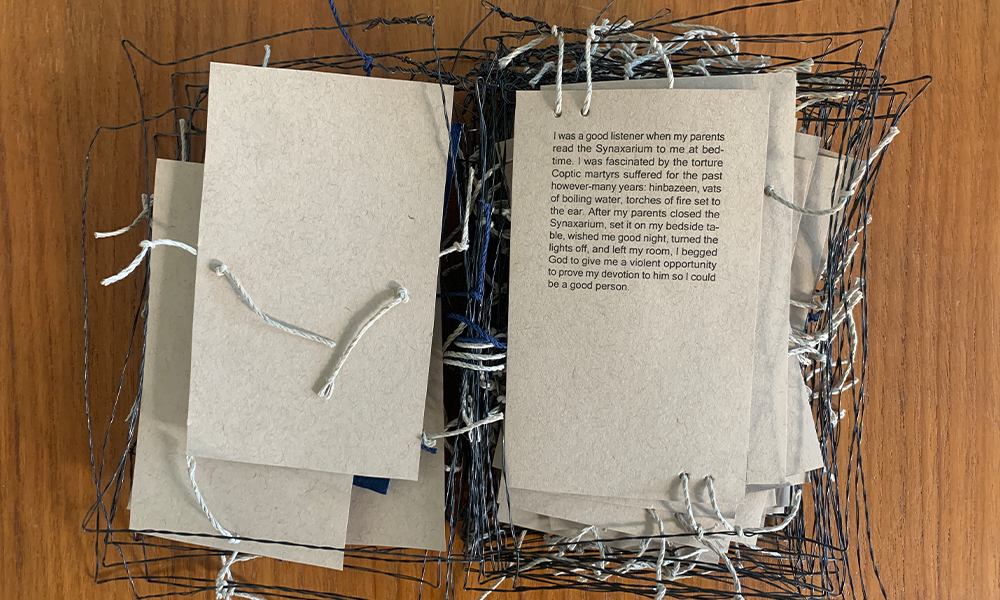 I was a good listener when my parents
read the Synaxarium to me at bed-
time. I was fascinated by the torture
Coptic martyrs suffered for the past
however-many years: hinbazeen, vats
of boiling water, torches of fire set to
the ear. After my parents closed the
Synaxarium, set it on my bedside ta-
ble, wished me good night, turned the
lights off, and left my room, I begged
God to give me a violent opportunity
to prove my devotion to him so I could
be a good person.